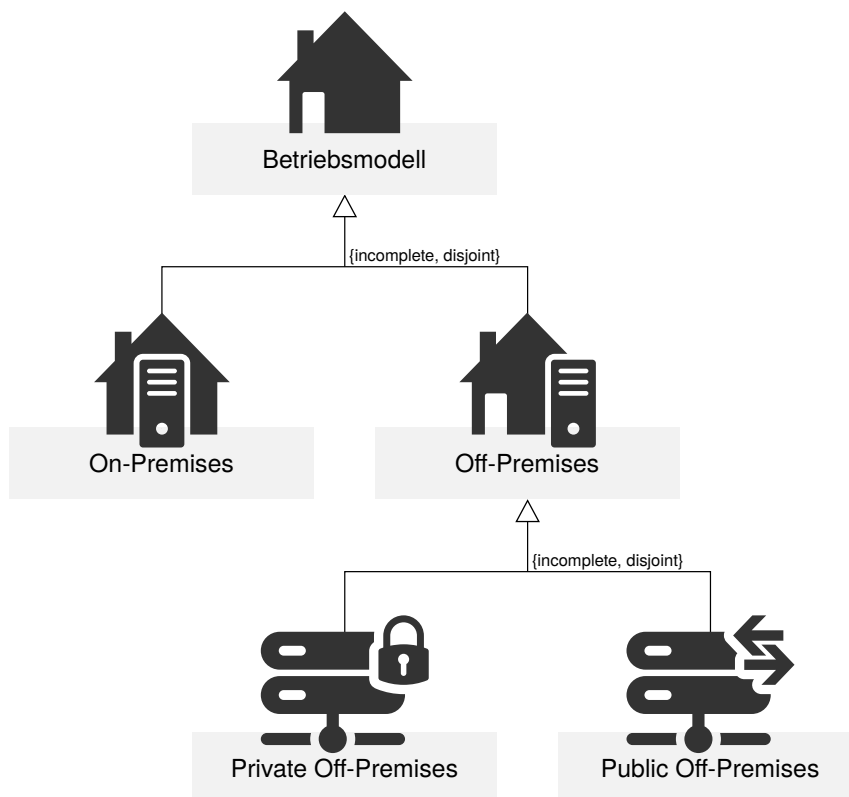 Betriebsmodell
{incomplete, disjoint}
On-Premises
Off-Premises
{incomplete, disjoint}
Private Off-Premises
Public Off-Premises